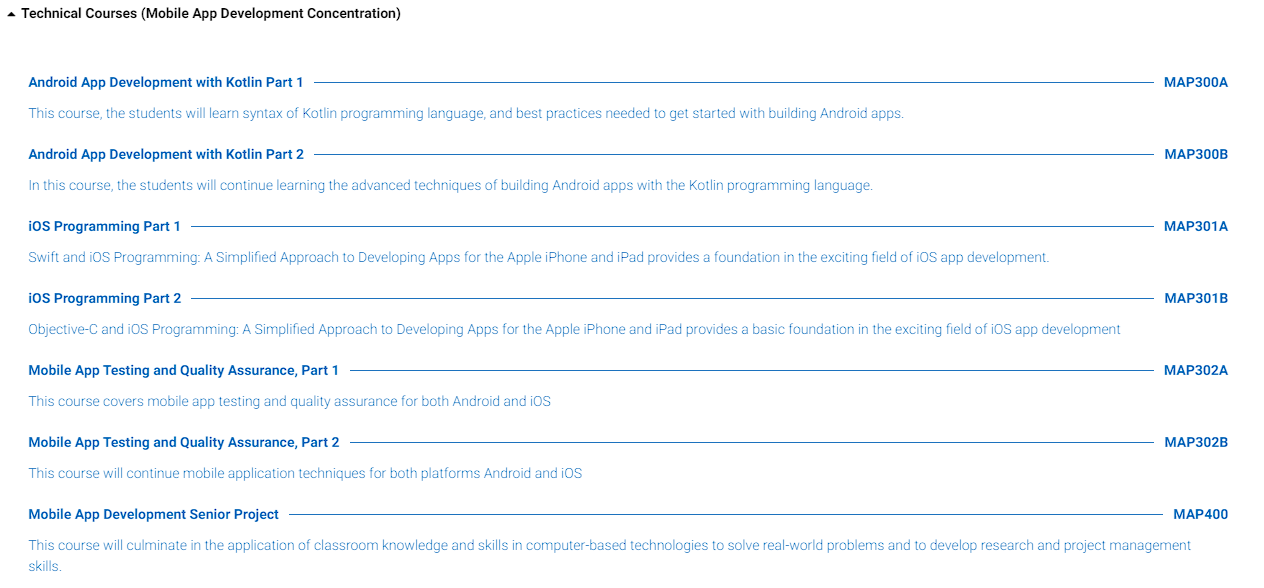 Technical Courses (Mobile App Development Concentration)
Android App Development with Kotlin Part 1 MAP300A
This course, the students will learn syntax of Kotlin programming language, and best practices needed to get started with building Android apps.
Android App Development with Kotlin Part 2 MAP300B
In this course, the students will continue learning the advanced techniques of building Android apps with the Kotlin programming language.
iOS Programming Part 1 MAP301A
Swift and iOS Programming: A Simplified Approach to Developing Apps for the Apple iPhone and iPad provides a foundation in the exciting field of iOS app development.
iOS Programming Part 2 MAP301B
Objective-C and iOS Programming: A Simplified Approach to Developing Apps for the Apple iPhone and iPad provides a basic foundation in the exciting field of iOS app development
Mobile App Testing and Quality Assurance, Part 1 MAP302A
This course covers mobile app testing and quality assurance for both Android and iOS
Mobile App Testing and Quality Assurance, Part 2 MAP302B
This course will continue mobile application techniques for both platforms Android and iOS
Mobile App Development Senior Project MAP400
This course will culminate in the application of classroom knowledge and skills in computer-based technologies to solve real-world problems and to develop research and project management
skills.